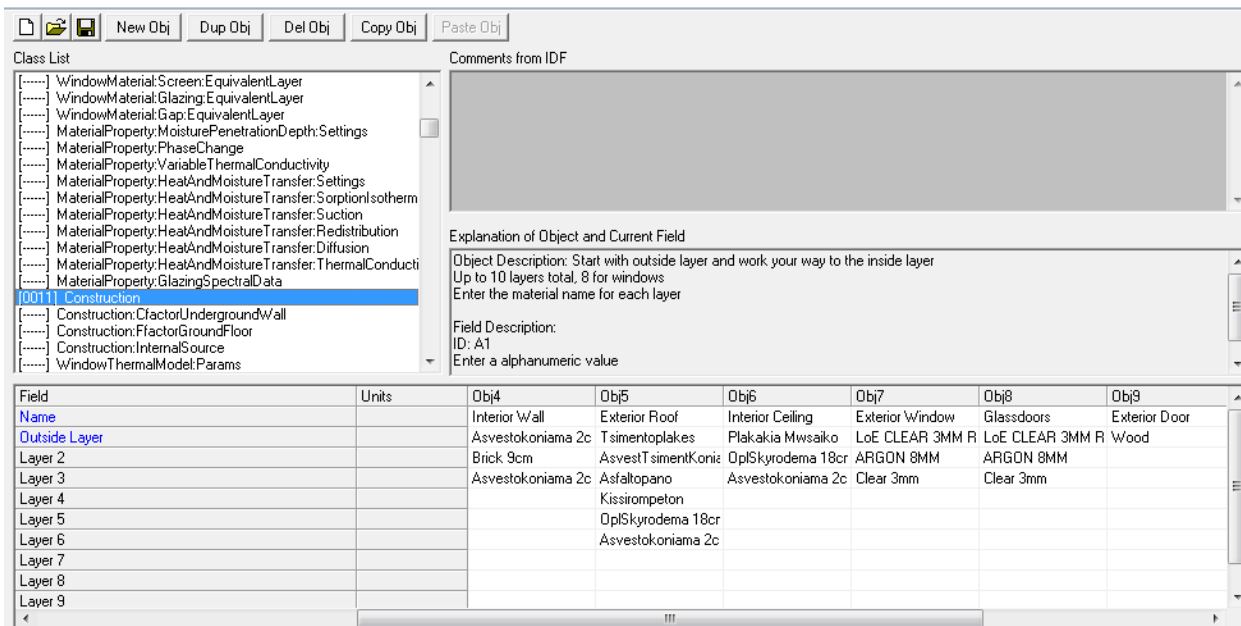 New Obj Dup Obj Del Obj Copy Obj Paste Obj
Class List
[------] WindowMaterial:Screen:EquivalentLayer
[------] WindowMaterial:Glazing:EquivalentLayer
[------] WindowMaterial:Gap:EquivalentLayer
[------] MaterialProperty:MoisturePenetrationDepth:Settings
[------] MaterialProperty:PhaseChange
[------] MaterialProperty:VariableThermalConductivity
[------] MaterialProperty:HeatAndMoistureTransfer:Settings
[------] MaterialProperty:HeatAndMoistureTransfer:SorptionIsotherm
[------] MaterialProperty:HeatAndMoistureTransfer:Suction
[------] MaterialProperty:HeatAndMoistureTransfer:Redistribution
[------] MaterialProperty:HeatAndMoistureTransfer:Diffusion
[------] MaterialProperty:HeatAndMoistureTransfer:ThermalConducti
[------] MaterialProperty:GlazingSpectralData
[0011] Construction
[------] Construction:CfactorUndergroundWall
[------] Construction:FfactorGroundFloor
[------] Construction:InternalSource
[------] WindowThermalModel:Params
Comments from IDF
Explanation of Object and Current Field
Object Description: Start with outside layer and work your way to the inside layer
Up to 10 layers total, 8 for windows
Enter the material name for each layer
Field Description:
ID: A1
Enter a alphanumeric value
Field Units Obj4 Obj5 Obj6 Obj7 Obj8 Obj9
Name Interior Wall Exterior Roof Interior Ceiling Exterior Window Glassdoors Exterior Door
Outside Layer Asvestokoniama 2c Tsimentoplakes Plakakia Mwsaiko LoE CLEAR 3MM R LoE CLEAR 3MM R Wood
Layer 2 Brick 9cm AsvestTsimentKonia OplSkyrodema 18cr ARGON 8MM ARGON 8MM
Layer 3 Asvestokoniama 2c Asfaltopano Asvestokoniama 2c Clear 3mm Clear 3mm
Layer 4 Kissirompeton
Layer 5 OplSkyrodema 18cr
Layer 6 Asvestokoniama 2c
Layer 7
Layer 8
Layer 9